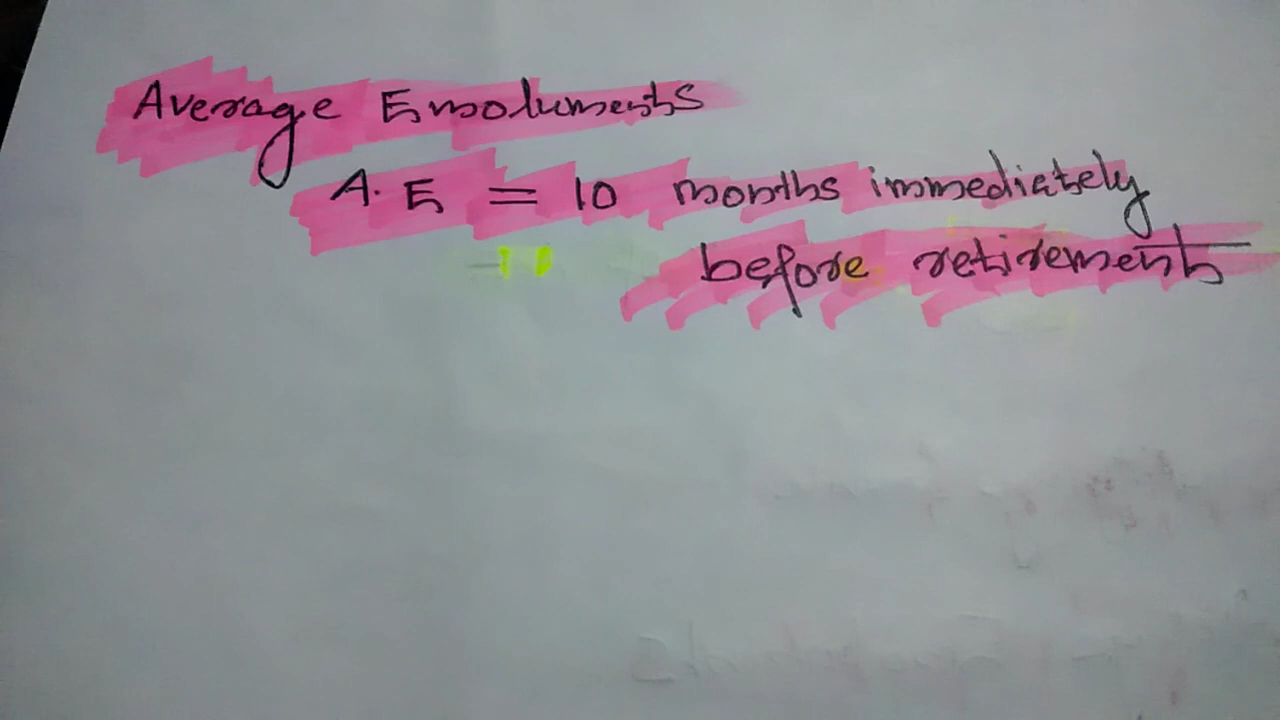 Average Emoluments
A.E = 10 months immediately
before retirement